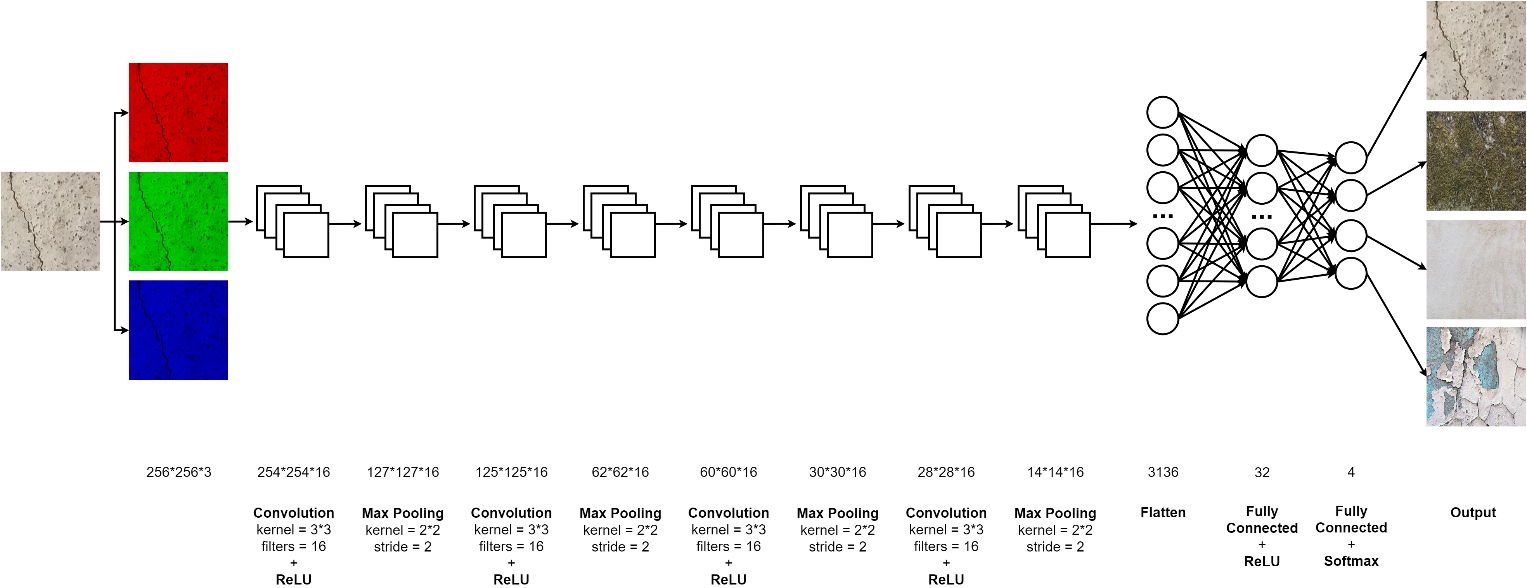 256*256*3 254*254*16 127*127*16 125*125*16 62*62*16 60*60*16 30*30*16 28*28*16 14*14*16 3136 32 4
Convolution
kernel = 3*3
filters = 16
+
ReLU
Max Pooling
kernel = 2*2
stride = 2
Convolution
kernel = 3*3
filters = 16
+
ReLU
Max Pooling
kernel = 2*2
stride = 2
Convolution
kernel = 3*3
filters = 16
+
ReLU
Max Pooling
kernel = 2*2
stride = 2
Convolution
kernel = 3*3
filters = 16
+
ReLU
Max Pooling
kernel = 2*2
stride = 2
Flatten
Fully
Connected
+
ReLU
Fully
Connected
+
Softmax
Output